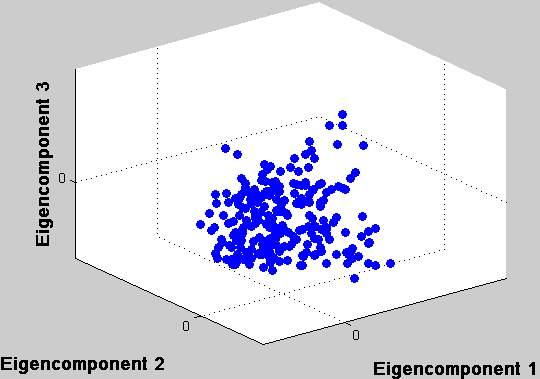 Eigencomponent 3
0
0
0
Eigencomponent 2
Eigencomponent 1